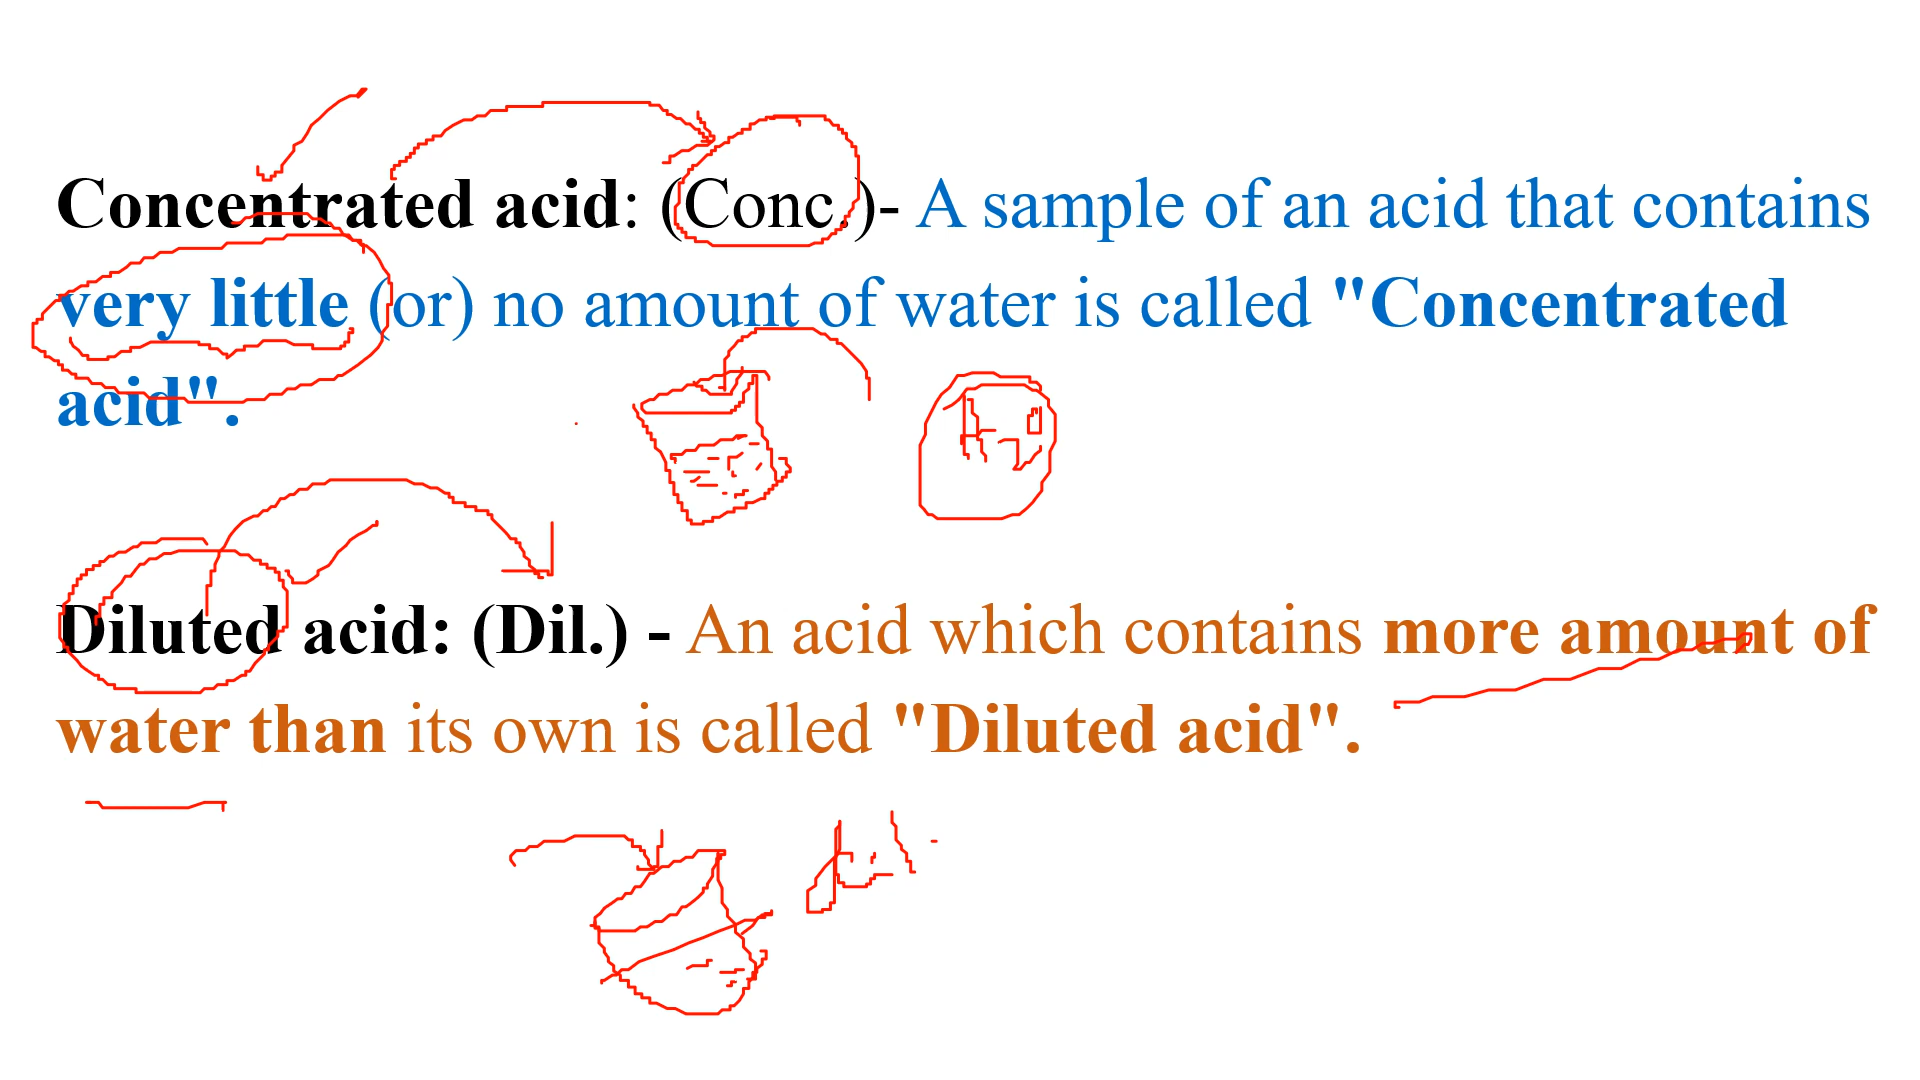 Concentrated acid: (Conc.)- A sample of an acid that contains
very little (or) no amount of water is called "Concentrated
acid".
Diluted acid: (Dil.) - An acid which contains more amount of
water than its own is called "Diluted acid".